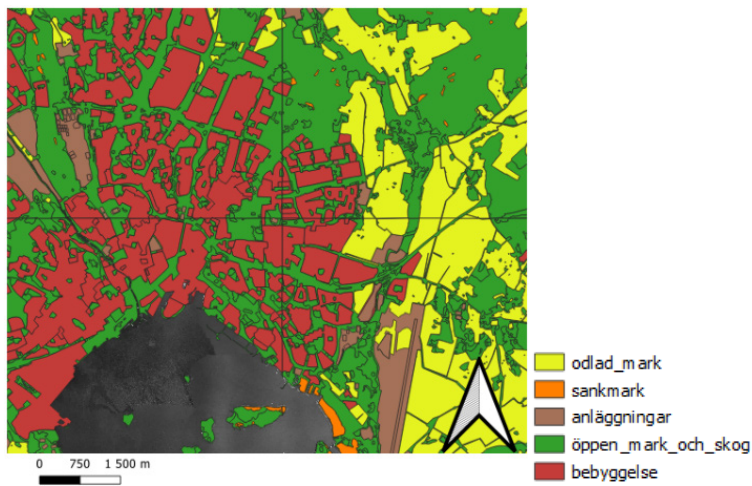 odlad_mark
sankmark
anläggningar
öppen_mark_och_skog
bebyggelse
0 750 1 500 m